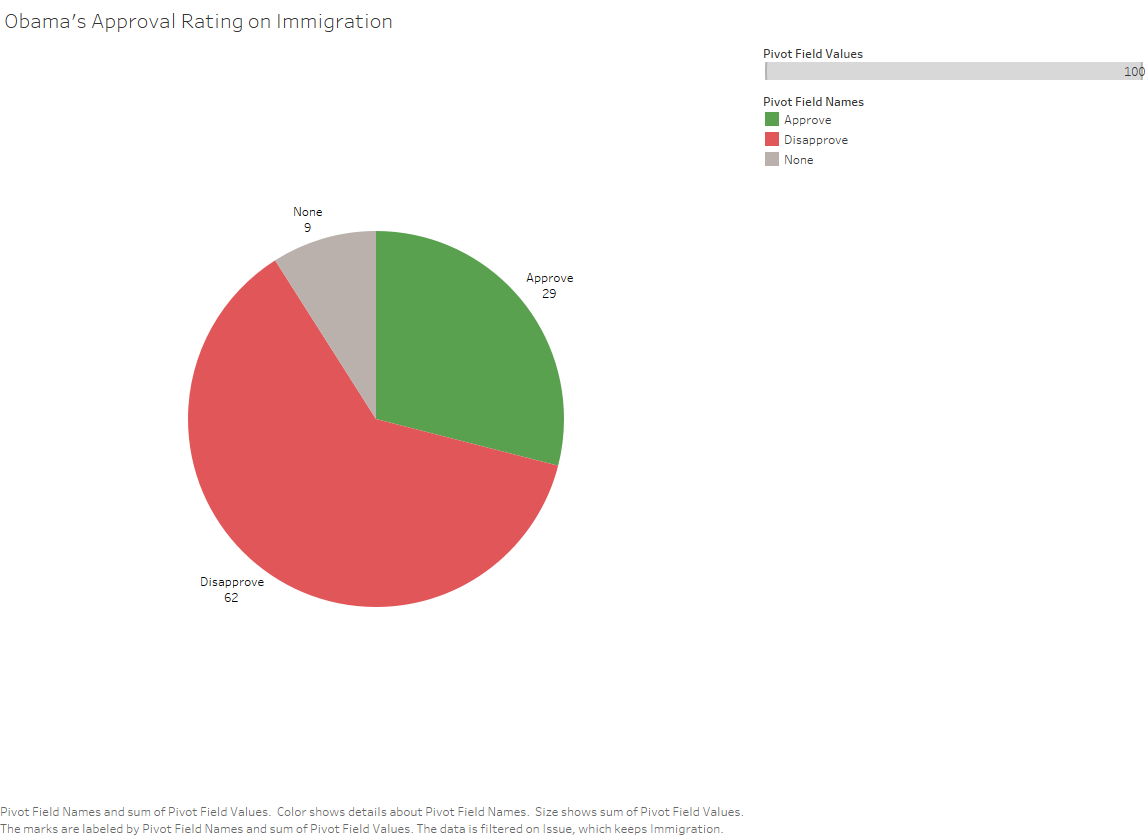 Obama's Approval Rating on Immigration
Pivot Field Values
100
Pivot Field Names
Approve
Disapprove
None
None
9
Approve
29
Disapprove
62
Pivot Field Names and sum of Pivot Field Values.  Color shows details about Pivot Field Names.  Size shows sum of Pivot Field Values.
The marks are labeled by Pivot Field Names and sum of Pivot Field Values. The data is filtered on Issue, which keeps Immigration.